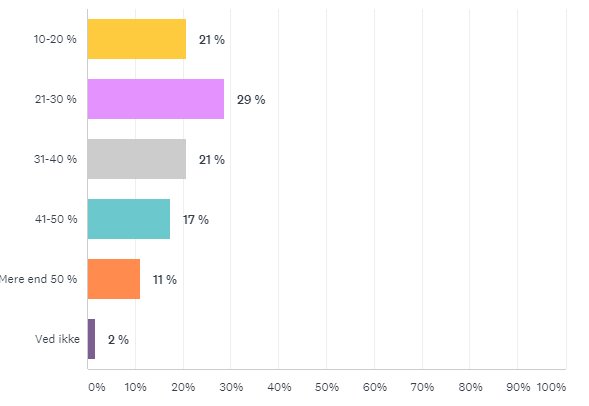 10-20 % 21 %
21-30 % 29 %
31-40 % 21 %
41-50 % 17 %
Mere end 50 % 11 %
Ved ikke 2 %
0% 10% 20% 30% 40% 50% 60% 70% 80% 90% 100%